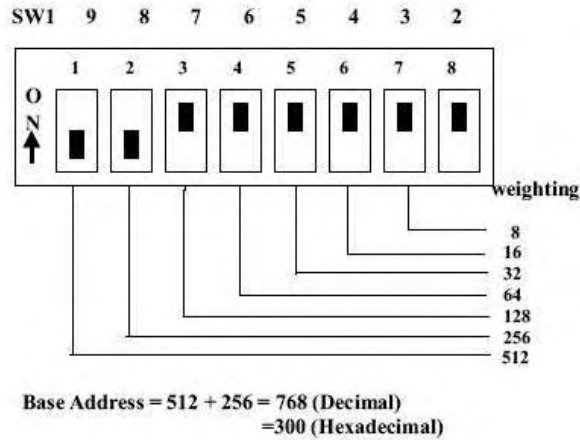 SW1 9 8 7 6 5 4 3 2
1 2 3 4 5 6 7 8
O
N
weighting
8
16
32
64
128
256
512
Base Address = 512 + 256 = 768 (Decimal)
=300 (Hexadecimal)